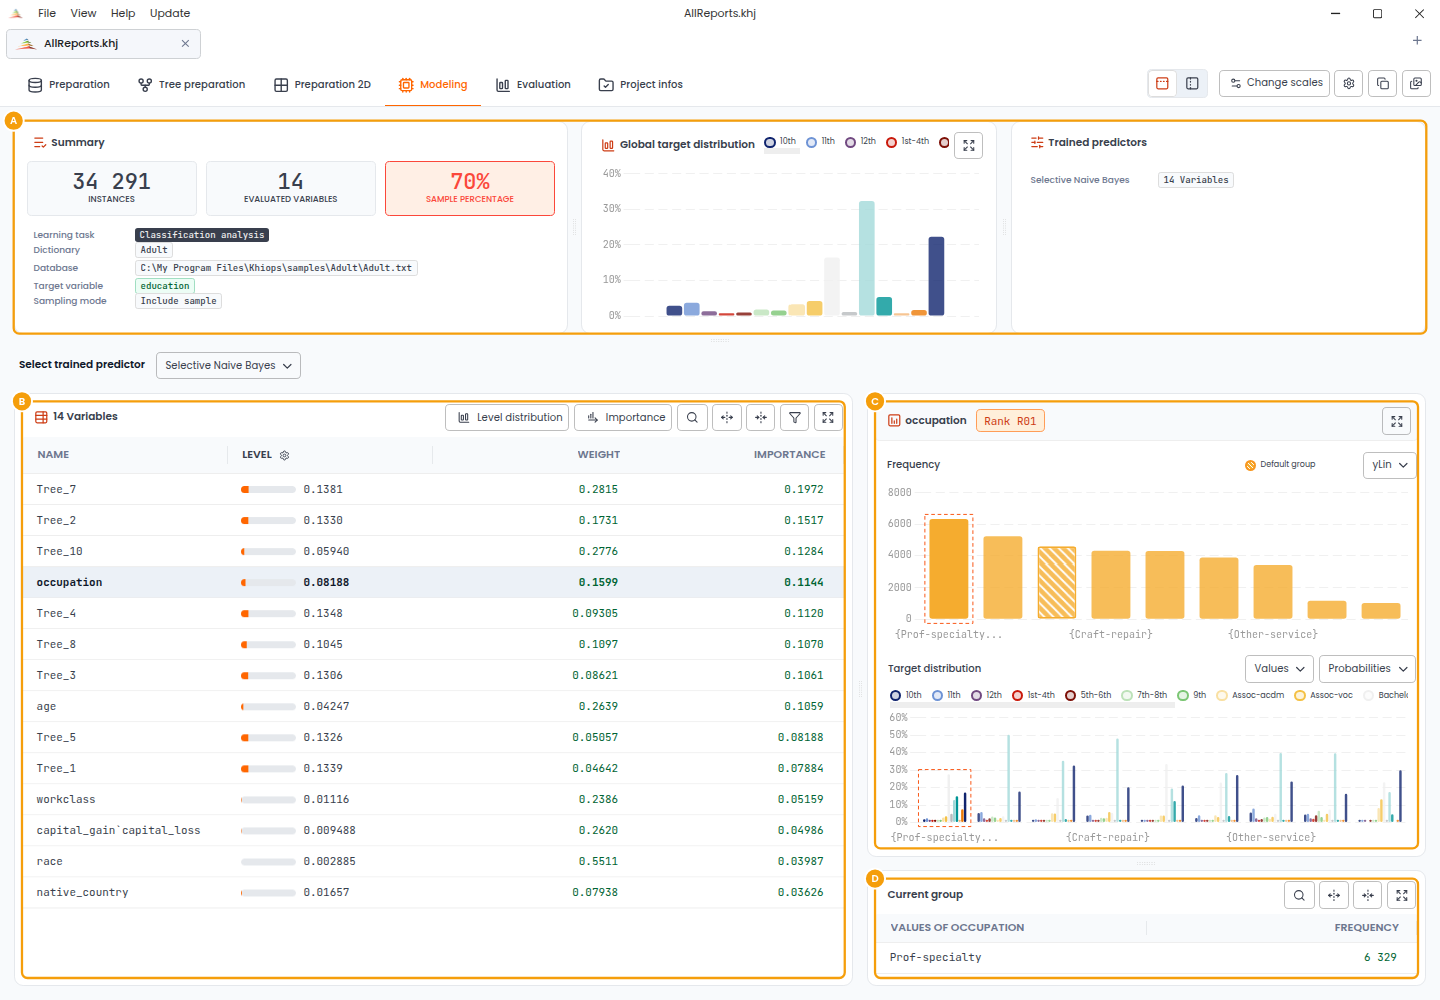 File View Help Update AllReports.khj
AllReports.khj
Preparation Tree preparation Preparation 2D Modeling Evaluation Project infos Change scales
A
Summary
34 291
INSTANCES
14
EVALUATED VARIABLES
70%
SAMPLE PERCENTAGE
Learning task Classification analysis
Dictionary Adult
Database C:\My Program Files\Khiops\samples\Adult\Adult.txt
Target variable education
Sampling mode Include sample
Global target distribution 10th 11th 12th 1st-4th
40%
30%
20%
10%
0%
Trained predictors
Selective Naive Bayes 14 Variables
Select trained predictor Selective Naive Bayes
B
14 Variables Level distribution Importance
NAME LEVEL WEIGHT IMPORTANCE
Tree_7 0.1381 0.2815 0.1972
Tree_2 0.1330 0.1731 0.1517
Tree_10 0.05940 0.2776 0.1284
occupation 0.08188 0.1599 0.1144
Tree_4 0.1348 0.09305 0.1120
Tree_8 0.1045 0.1097 0.1070
Tree_3 0.1306 0.08621 0.1061
age 0.04247 0.2639 0.1059
Tree_5 0.1326 0.05057 0.08188
Tree_1 0.1339 0.04642 0.07884
workclass 0.01116 0.2386 0.05159
capital_gain`capital_loss 0.009488 0.2620 0.04986
race 0.002885 0.5511 0.03987
native_country 0.01657 0.07938 0.03626
C
occupation Rank R01
Frequency Default group yLin
8000
6000
4000
2000
0
{Prof-specialty... {Craft-repair} {Other-service}
Target distribution Values Probabilities
10th 11th 12th 1st-4th 5th-6th 7th-8th 9th Assoc-acdm Assoc-voc Bachel
60%
50%
40%
30%
20%
10%
0%
{Prof-specialty... {Craft-repair} {Other-service}
D
Current group
VALUES OF OCCUPATION FREQUENCY
Prof-specialty 6 329